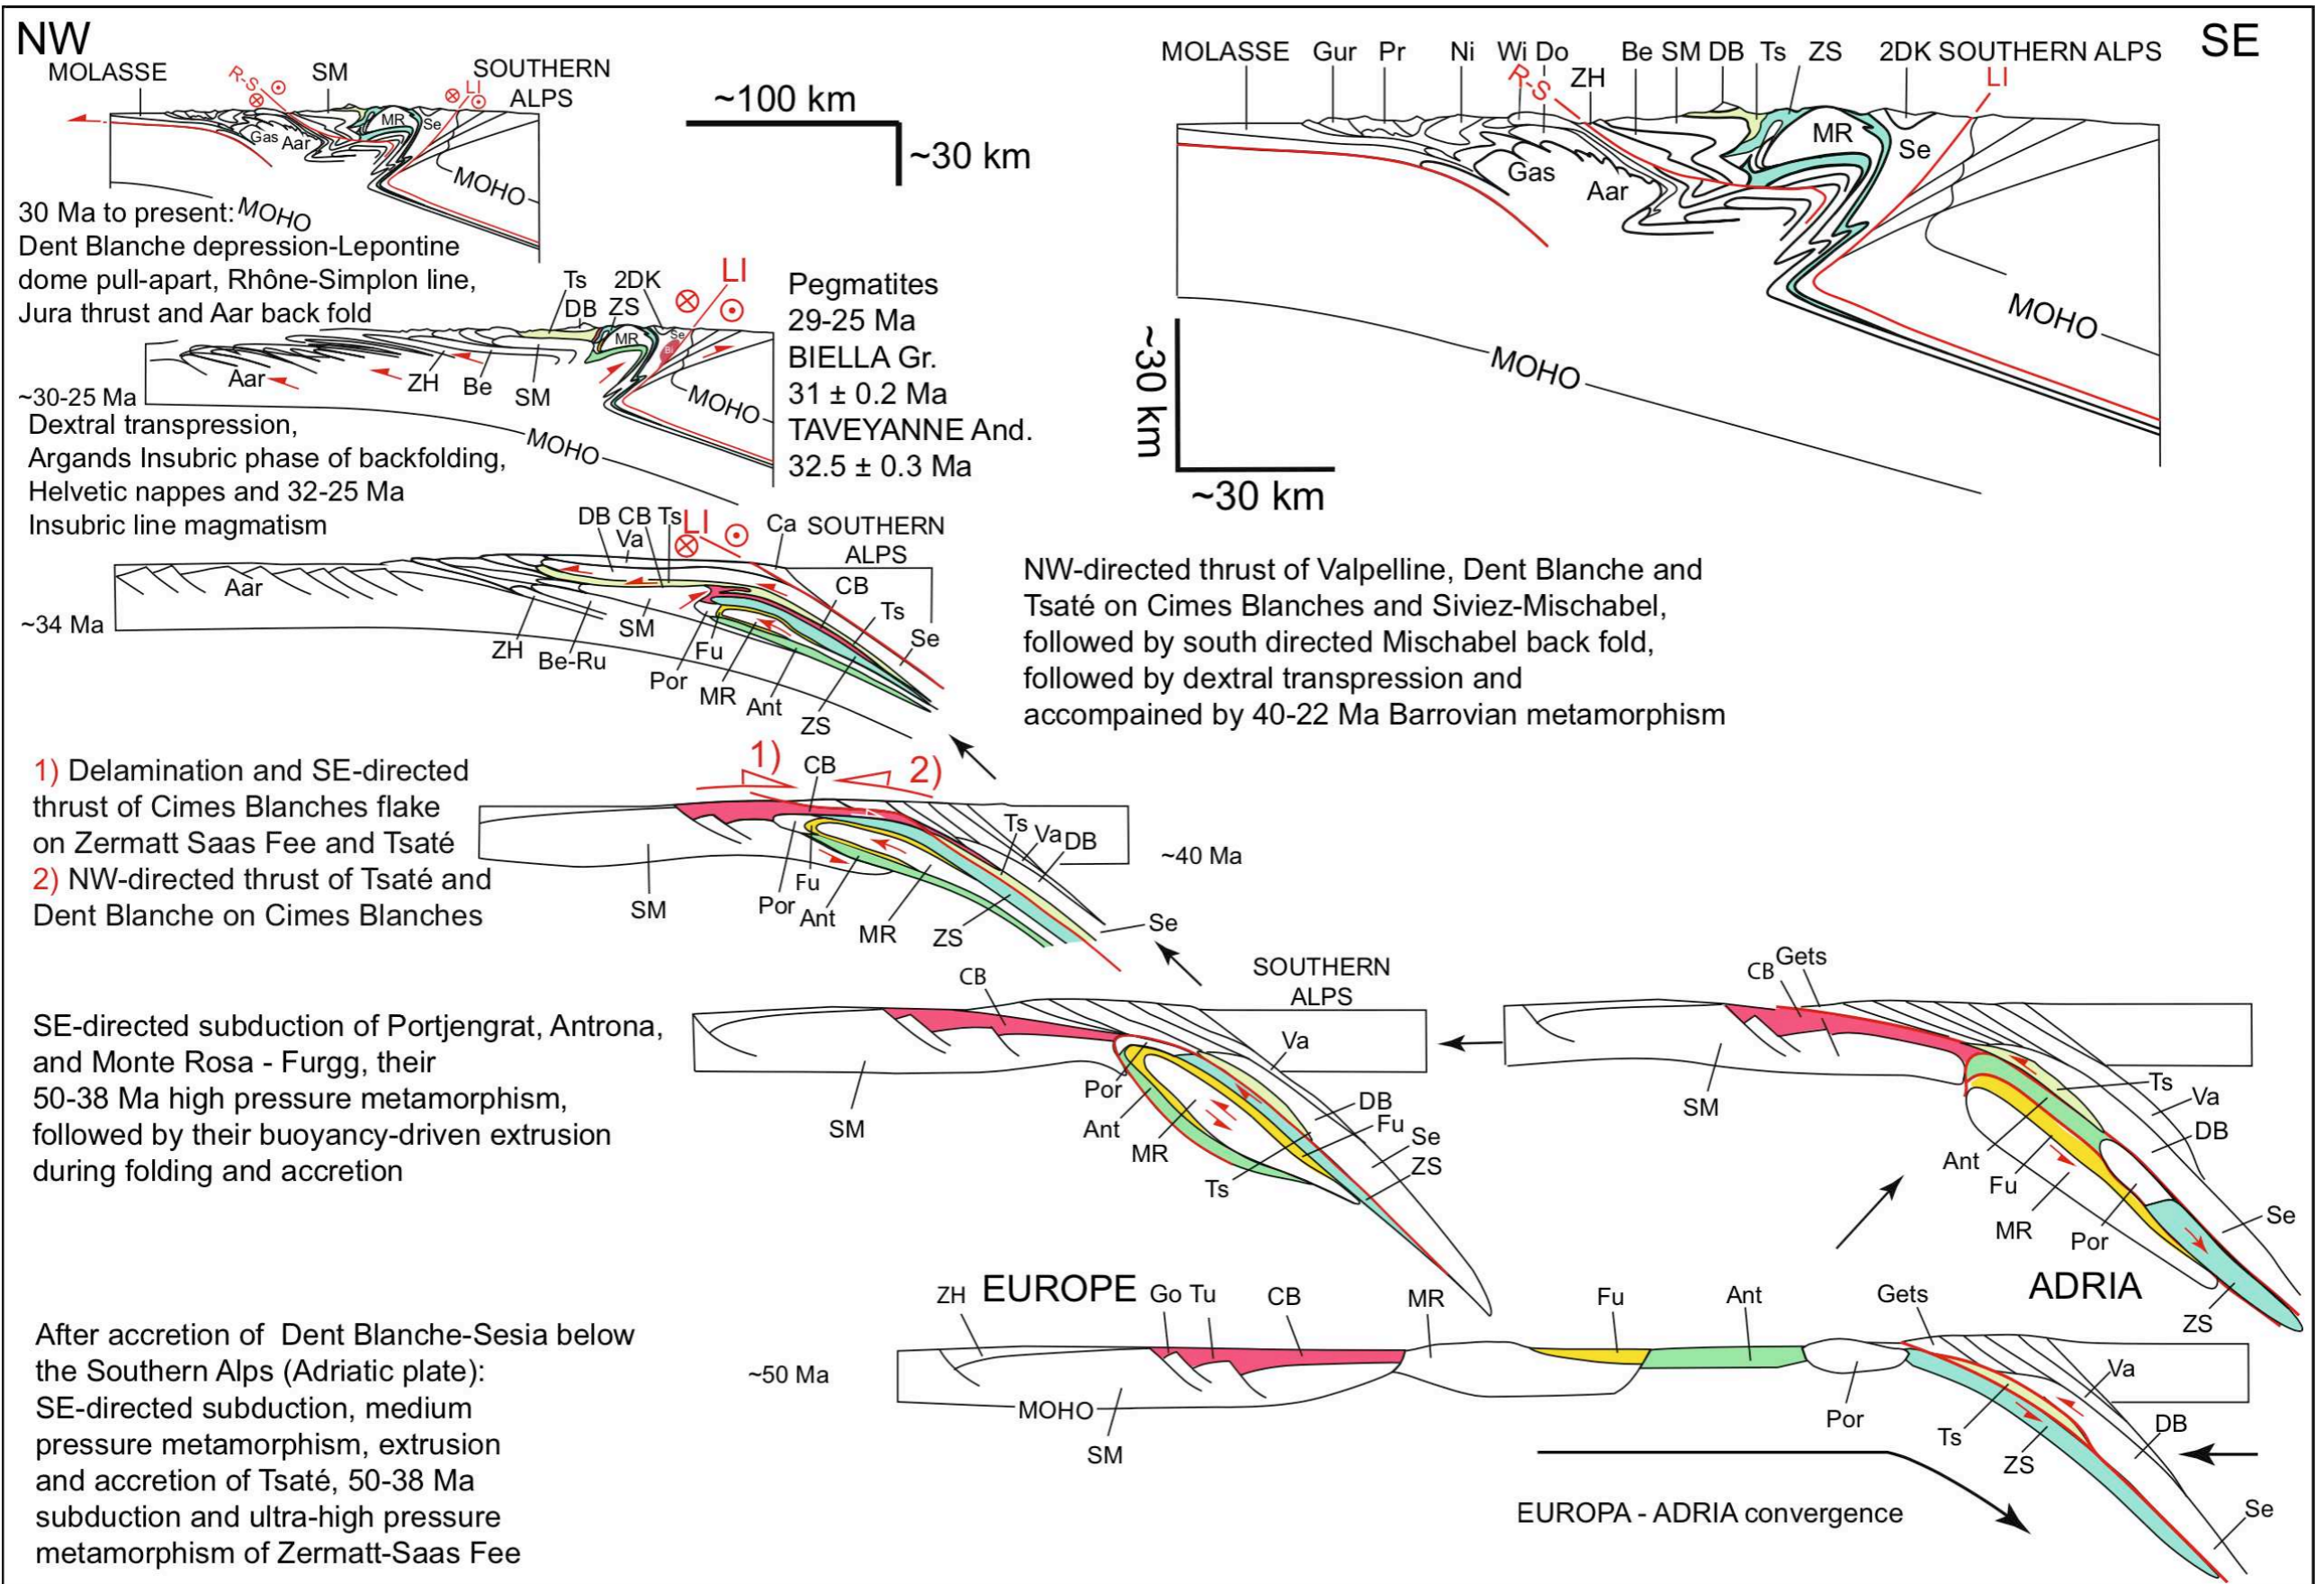 NW
MOLASSE
R-S
SM
LI
SOUTHERN
ALPS
Gas
Aar
MR
Se
MOHO
MOHO
~100 km
~30 km
30 Ma to present:
Dent Blanche depression-Lepontine
dome pull-apart, Rhône-Simplon line,
Jura thrust and Aar back fold
SE
MOLASSE Gur Pr Ni Wi Do Be SM DB Ts ZS 2DK SOUTHERN ALPS
R-S
ZH
LI
MR
Se
Gas
Aar
MOHO
MOHO
~30 km
~30 km
Ts 2DK LI
DB ZS
MR
Se
Bi
Aar
ZH
Be
SM
MOHO
MOHO
~30-25 Ma
Dextral transpression,
Argands Insubric phase of backfolding,
Helvetic nappes and 32-25 Ma
Insubric line magmatism
Pegmatites
29-25 Ma
BIELLA Gr.
31 ± 0.2 Ma
TAVEYANNE And.
32.5 ± 0.3 Ma
DB CB Ts LI Ca SOUTHERN
ALPS
Va
Aar
CB
Ts
Se
~34 Ma
ZH
Be-Ru
SM
Por
Fu
MR
Ant
ZS
NW-directed thrust of Valpelline, Dent Blanche and
Tsaté on Cimes Blanches and Siviez-Mischabel,
followed by south directed Mischabel back fold,
followed by dextral transpression and
accompained by 40-22 Ma Barrovian metamorphism
1) Delamination and SE-directed
thrust of Cimes Blanches flake
on Zermatt Saas Fee and Tsaté
2) NW-directed thrust of Tsaté and
Dent Blanche on Cimes Blanches
1)
CB
2)
Ts
Va
DB
~40 Ma
SM
Por
Fu
Ant
MR
ZS
Se
SE-directed subduction of Portjengrat, Antrona,
and Monte Rosa - Furgg, their
50-38 Ma high pressure metamorphism,
followed by their buoyancy-driven extrusion
during folding and accretion
CB
SOUTHERN
ALPS
Va
Por
SM
Ant
MR
Ts
DB
Fu
Se
ZS
CB
Gets
SM
Ts
Va
DB
Ant
Fu
MR
Por
Se
ZS
After accretion of Dent Blanche-Sesia below
the Southern Alps (Adriatic plate):
SE-directed subduction, medium
pressure metamorphism, extrusion
and accretion of Tsaté, 50-38 Ma
subduction and ultra-high pressure
metamorphism of Zermatt-Saas Fee
ZH EUROPE Go Tu CB MR Fu Ant Gets ADRIA
~50 Ma
MOHO
SM
Por
Ts
ZS
Va
DB
Se
EUROPA - ADRIA convergence